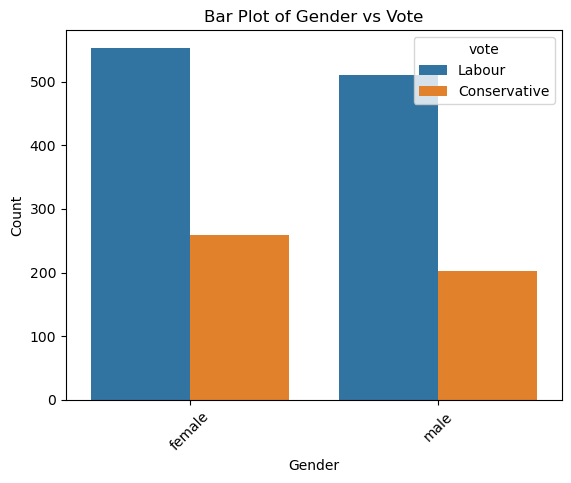 Bar Plot of Gender vs Vote
vote
Labour
Conservative
500
400
300
200
100
0
Count
female
male
Gender